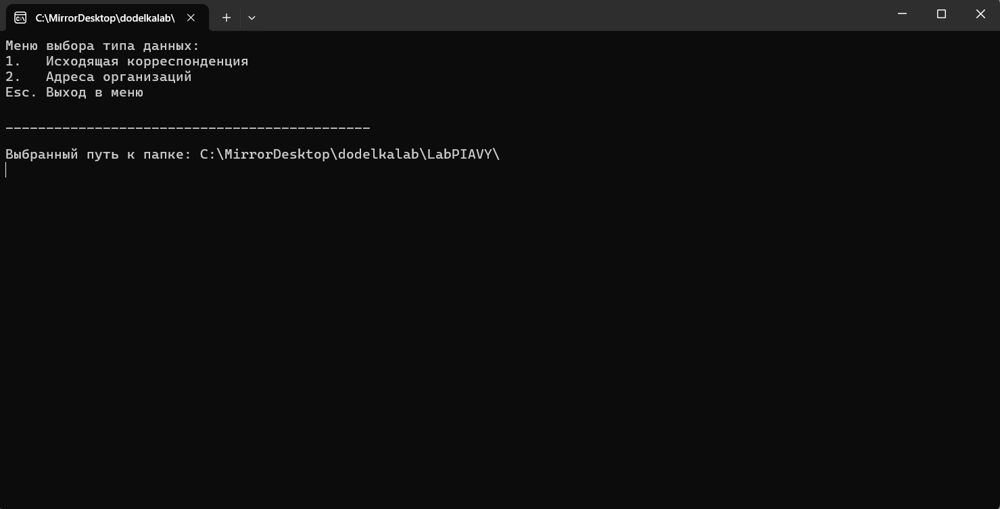 C:\MirrorDesktop\dodelkalab\
Меню выбора типа данных:
1.   Исходящая корреспонденция
2.   Адреса организаций
Esc. Выход в меню
_____________________________________________
Выбранный путь к папке: C:\MirrorDesktop\dodelkalab\LabPIAVY\